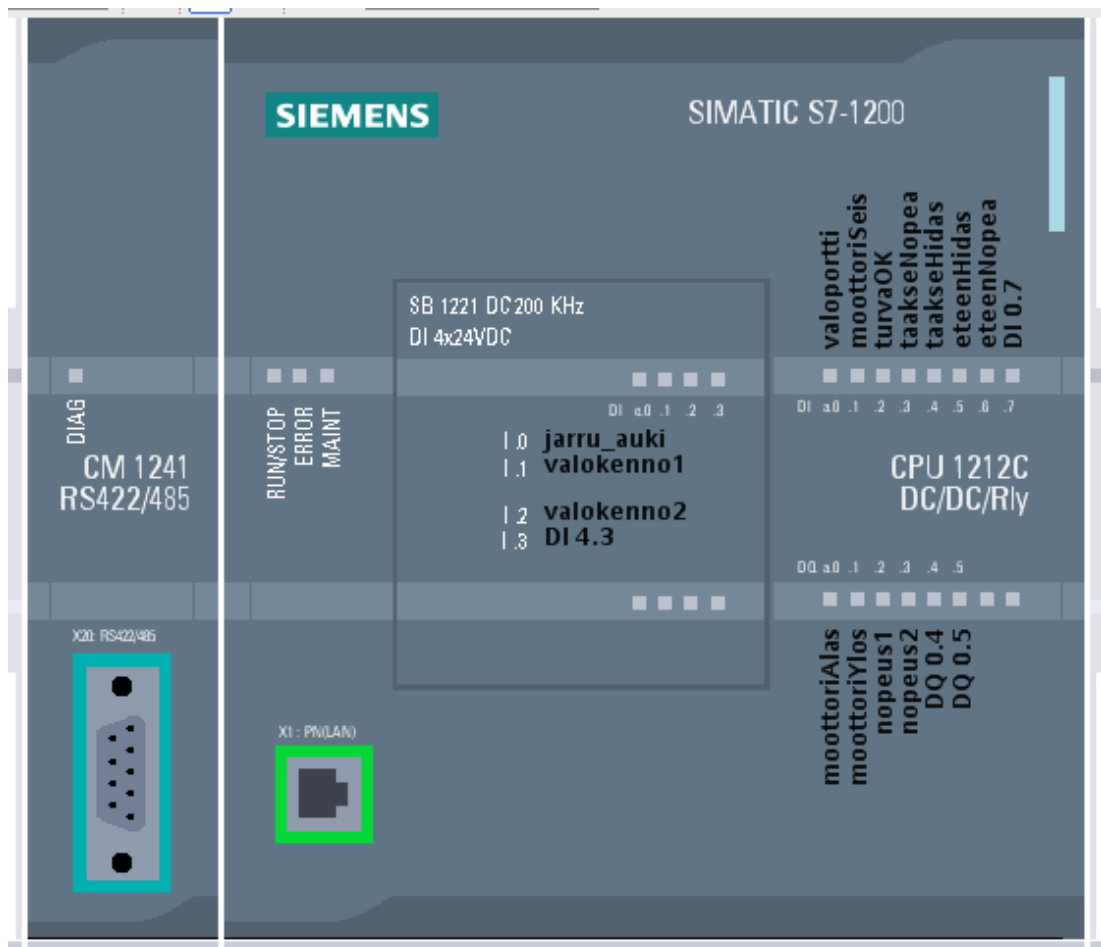 SIEMENS
SIMATIC S7-1200
valoportti
moottoriSeis
turvaOK
taakseNopea
taakseHidas
eteenHidas
eteenNopea
DI 0.7
SB 1221 DC 200 KHz
DI 4x24VDC
DI a.0 .1 .2 .3
DI a.0 .1 .2 .3 .4 .5 .6 .7
DIAG
CM 1241
RS422/485
RUN/STOP
ERROR
MAINT
I .0 jarru_auki
I .1 valokenno1
I .2 valokenno2
I .3 DI 4.3
CPU 1212C
DC/DC/Rly
DQ a.0 .1 .2 .3 .4 .5
moottoriAlas
moottoriYlos
nopeus1
nopeus2
DQ 0.4
DQ 0.5
X20: RS422/485
X1 : PN(LAN)